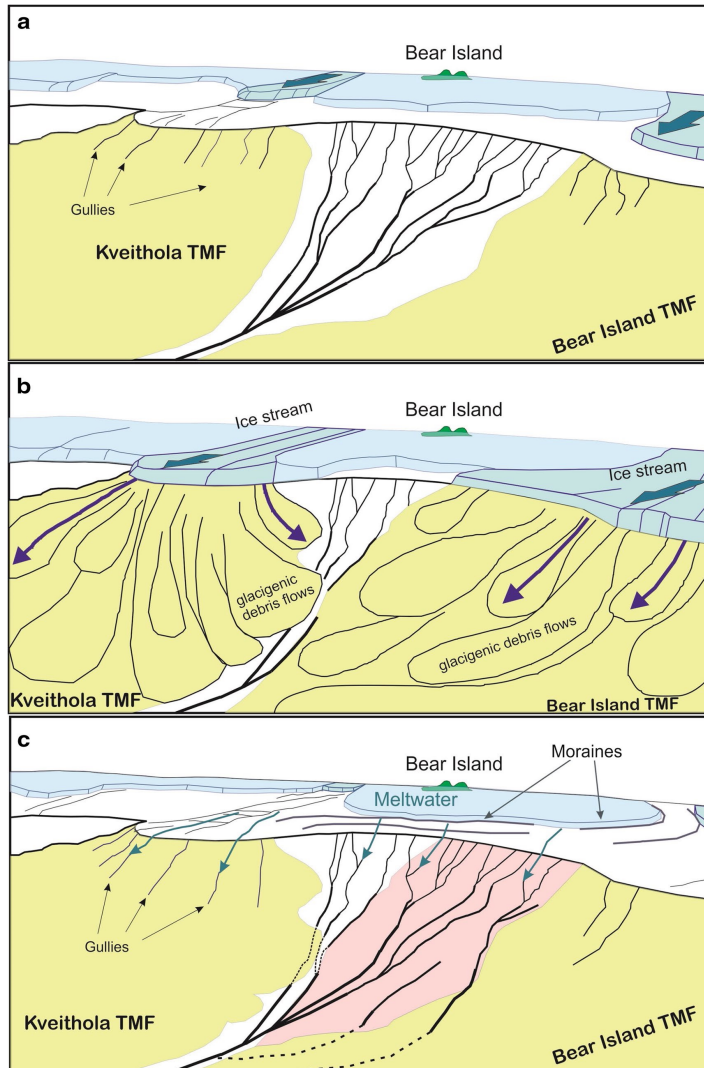 a
Bear Island
Gullies
Kveithola TMF
Bear Island TMF
b
Ice stream
Bear Island
Ice stream
glacigenic
debris flows
glacigenic debris flows
Kveithola TMF
Bear Island TMF
c
Bear Island
Moraines
Meltwater
Gullies
Kveithola TMF
Bear Island TMF